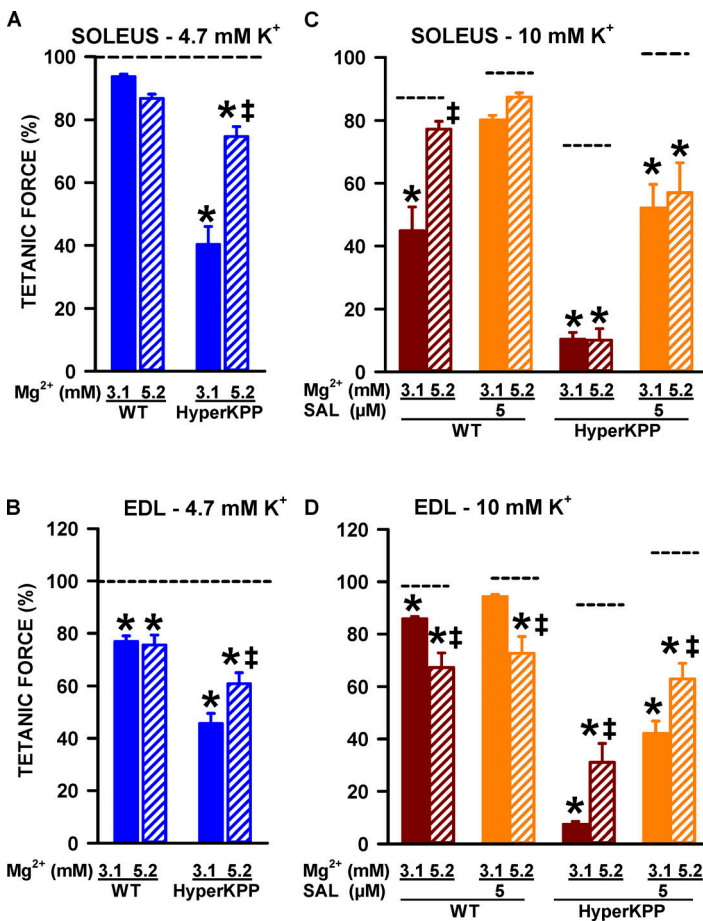 A SOLEUS - 4.7 mM K⁺
100
80
60
40
20
0
TETANIC FORCE (%)
* *‡
Mg²⁺ (mM) 3.1 5.2 3.1 5.2
WT HyperKPP
C SOLEUS - 10 mM K⁺
100
80
60
40
20
0
* ‡ * * * *
Mg²⁺ (mM) 3.1 5.2 3.1 5.2 3.1 5.2 3.1 5.2
SAL (µM) 5 5
WT HyperKPP
B EDL - 4.7 mM K⁺
120
100
80
60
40
20
0
TETANIC FORCE (%)
* * * *‡
Mg²⁺ (mM) 3.1 5.2 3.1 5.2
WT HyperKPP
D EDL - 10 mM K⁺
120
100
80
60
40
20
0
* *‡ *‡ * *‡ * *‡
Mg²⁺ (mM) 3.1 5.2 3.1 5.2 3.1 5.2 3.1 5.2
SAL (µM) 5 5
WT HyperKPP